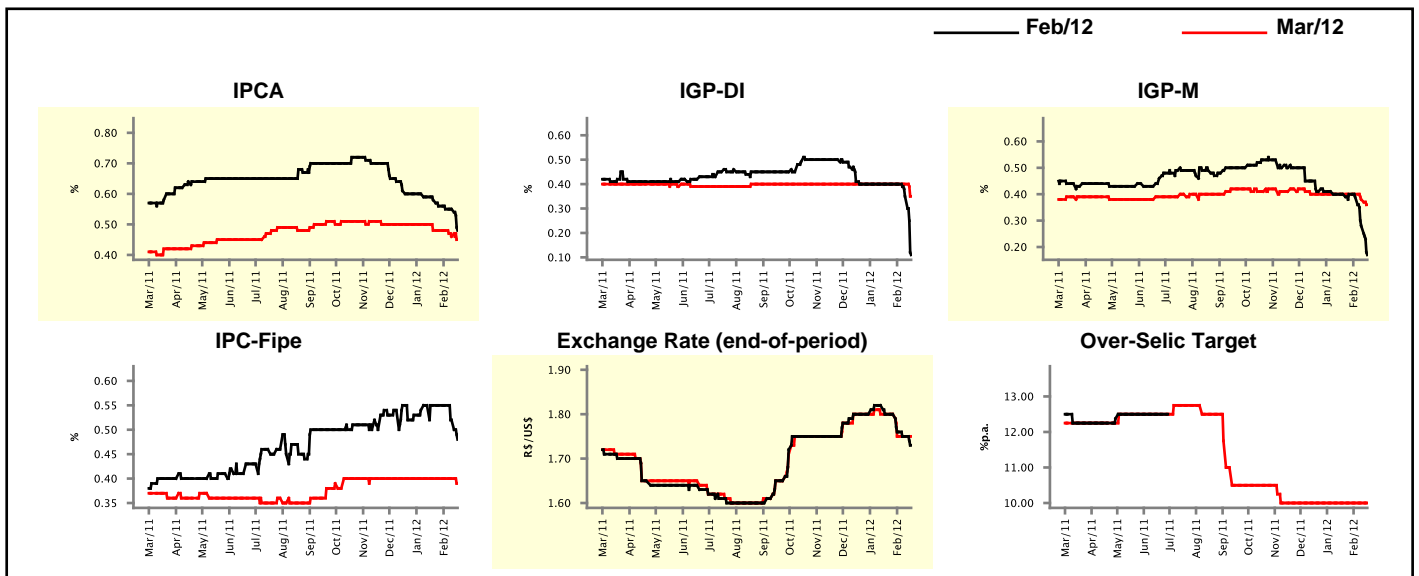 Feb/12 Mar/12
IPCA
0.80
0.70
0.60
0.50
0.40
%
Mar/11 Apr/11 May/11 Jun/11 Jul/11 Aug/11 Sep/11 Oct/11 Nov/11 Dec/11 Jan/12 Feb/12
IGP-DI
0.60
0.50
0.40
0.30
0.20
0.10
%
Mar/11 Apr/11 May/11 Jun/11 Jul/11 Aug/11 Sep/11 Oct/11 Nov/11 Dec/11 Jan/12 Feb/12
IGP-M
0.60
0.50
0.40
0.30
0.20
%
Mar/11 Apr/11 May/11 Jun/11 Jul/11 Aug/11 Sep/11 Oct/11 Nov/11 Dec/11 Jan/12 Feb/12
IPC-Fipe
0.60
0.55
0.50
0.45
0.40
0.35
%
Mar/11 Apr/11 May/11 Jun/11 Jul/11 Aug/11 Sep/11 Oct/11 Nov/11 Dec/11 Jan/12 Feb/12
Exchange Rate (end-of-period)
1.90
1.80
1.70
1.60
R$/US$
Mar/11 Apr/11 May/11 Jun/11 Jul/11 Aug/11 Sep/11 Oct/11 Nov/11 Dec/11 Jan/12 Feb/12
Over-Selic Target
13.00
12.00
11.00
10.00
%p.a.
Mar/11 Apr/11 May/11 Jun/11 Jul/11 Aug/11 Sep/11 Oct/11 Nov/11 Dec/11 Jan/12 Feb/12